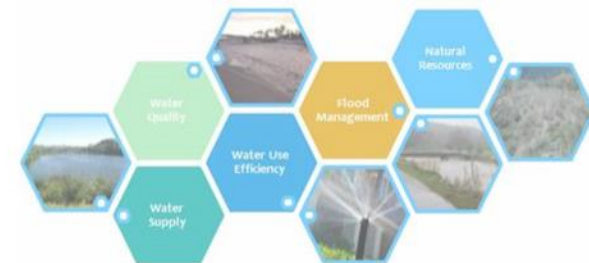 Natural
Resources
Water
Quality
Flood
Management
Water Use
Efficiency
Water
Supply